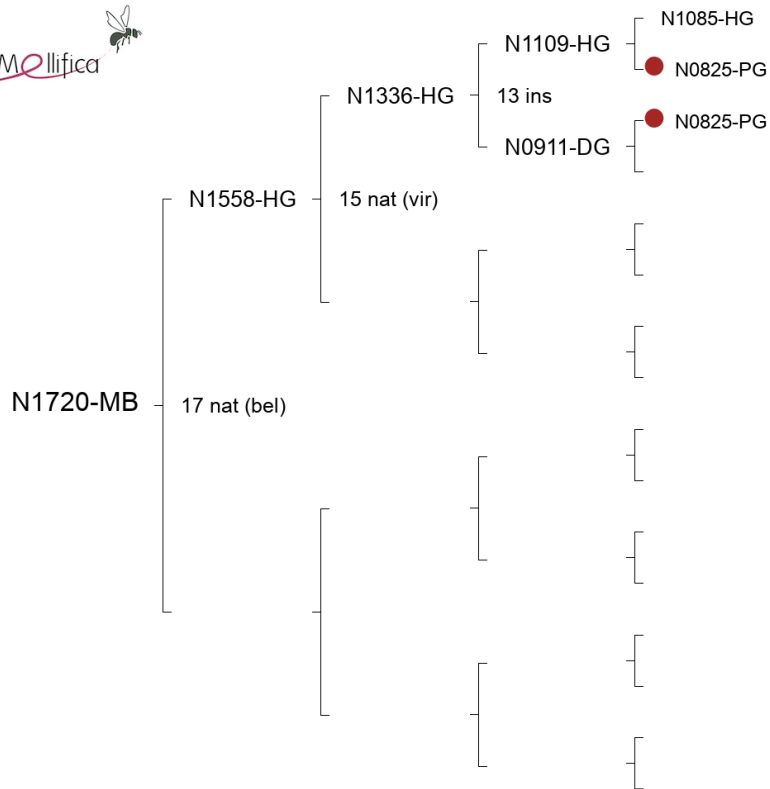 Mellifica
N1085-HG
N1109-HG
N0825-PG
N1336-HG
13 ins
N0825-PG
N0911-DG
N1558-HG
15 nat (vir)
N1720-MB
17 nat (bel)